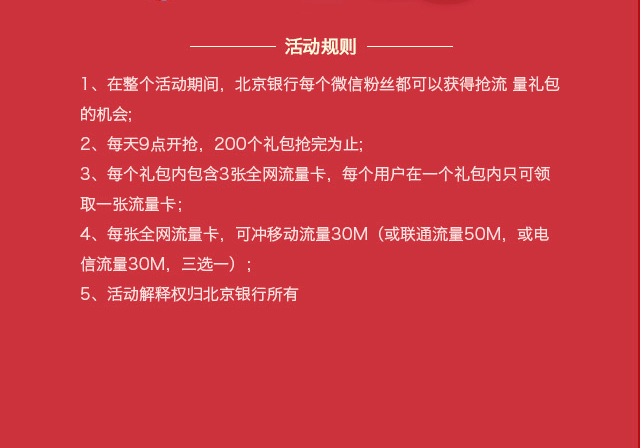 活动规则
1、在整个活动期间，北京银行每个微信粉丝都可以获得抢流 量礼包
的机会;
2、每天9点开抢，200个礼包抢完为止;
3、每个礼包内包含3张全网流量卡，每个用户在一个礼包内只可领
取一张流量卡；
4、每张全网流量卡，可冲移动流量30M（或联通流量50M，或电
信流量30M，三选一）；
5、活动解释权归北京银行所有